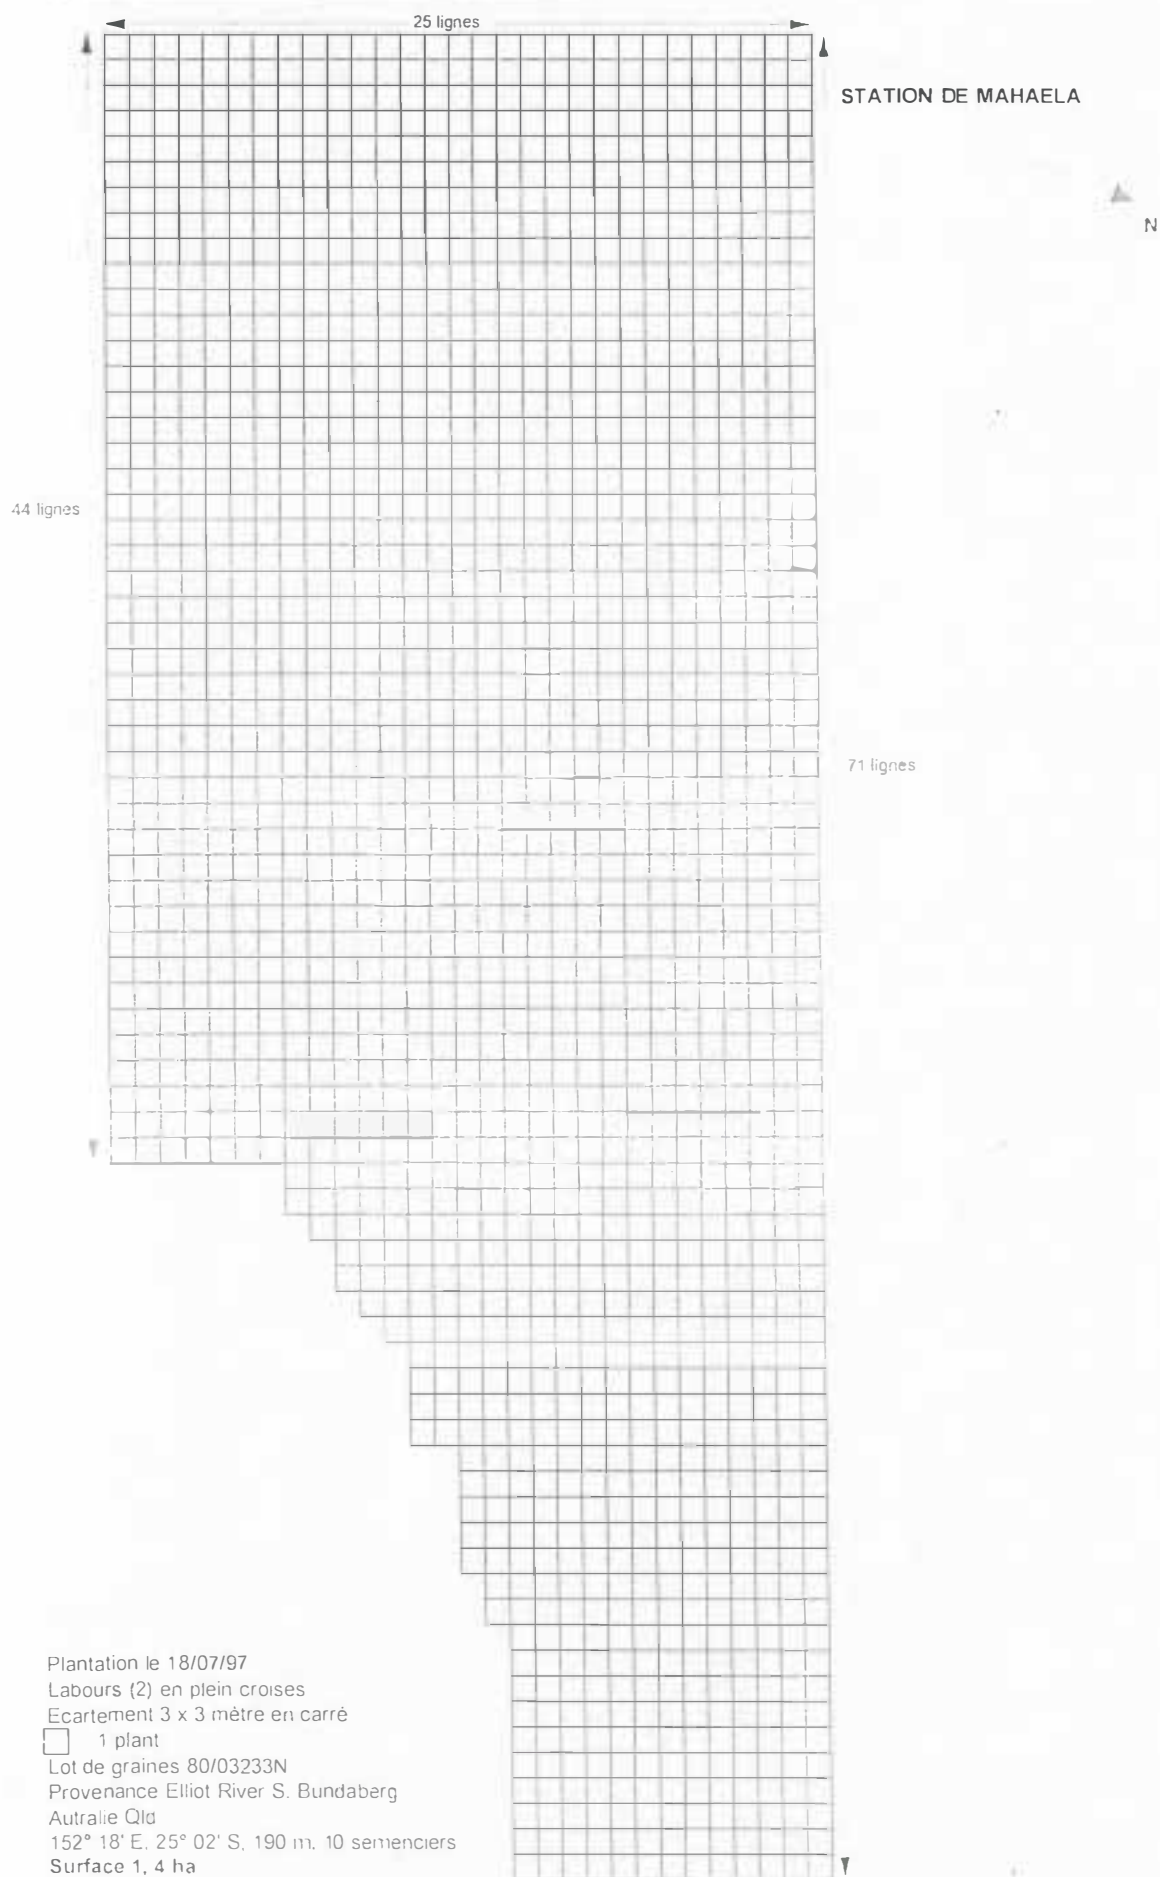 25 lignes
STATION DE MAHAELA
N
44 lignes
71 lignes
Plantation le 18/07/97
Labours (2) en plein croises
Ecartement 3 x 3 mètre en carré
1 plant
Lot de graines 80/03233N
Provenance Elliot River S. Bundaberg
Autralie Qld
152° 18' E, 25° 02' S, 190 m, 10 semenciers
Surface 1, 4 ha